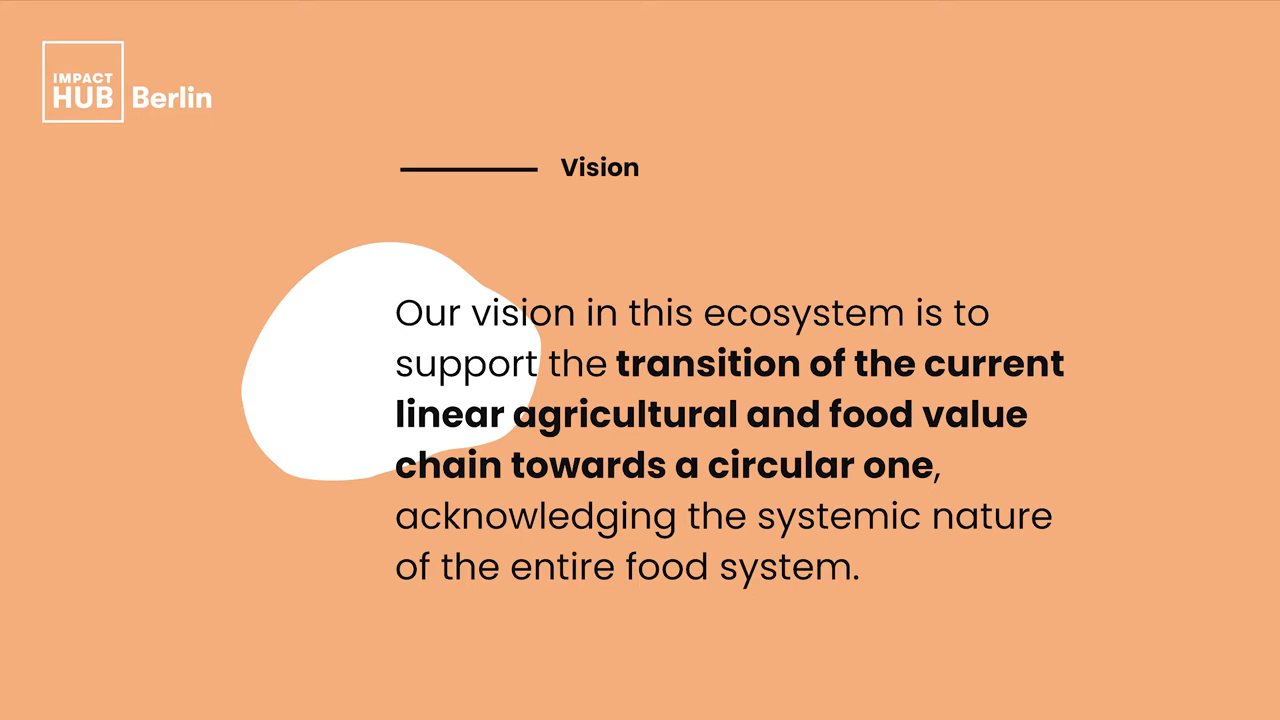 IMPACT
HUB Berlin
Vision
Our vision in this ecosystem is to
support the transition of the current
linear agricultural and food value
chain towards a circular one,
acknowledging the systemic nature
of the entire food system.